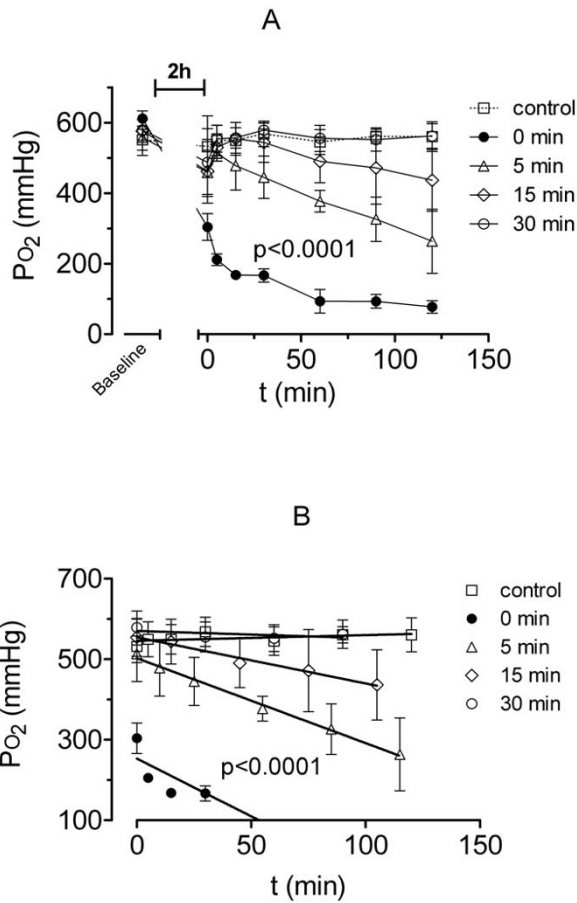 A
2h
600
400
200
0
PO2 (mmHg)
p<0.0001
Baseline
0 50 100 150
t (min)
control
0 min
5 min
15 min
30 min
B
700
500
300
100
PO2 (mmHg)
p<0.0001
0 50 100 150
t (min)
control
0 min
5 min
15 min
30 min